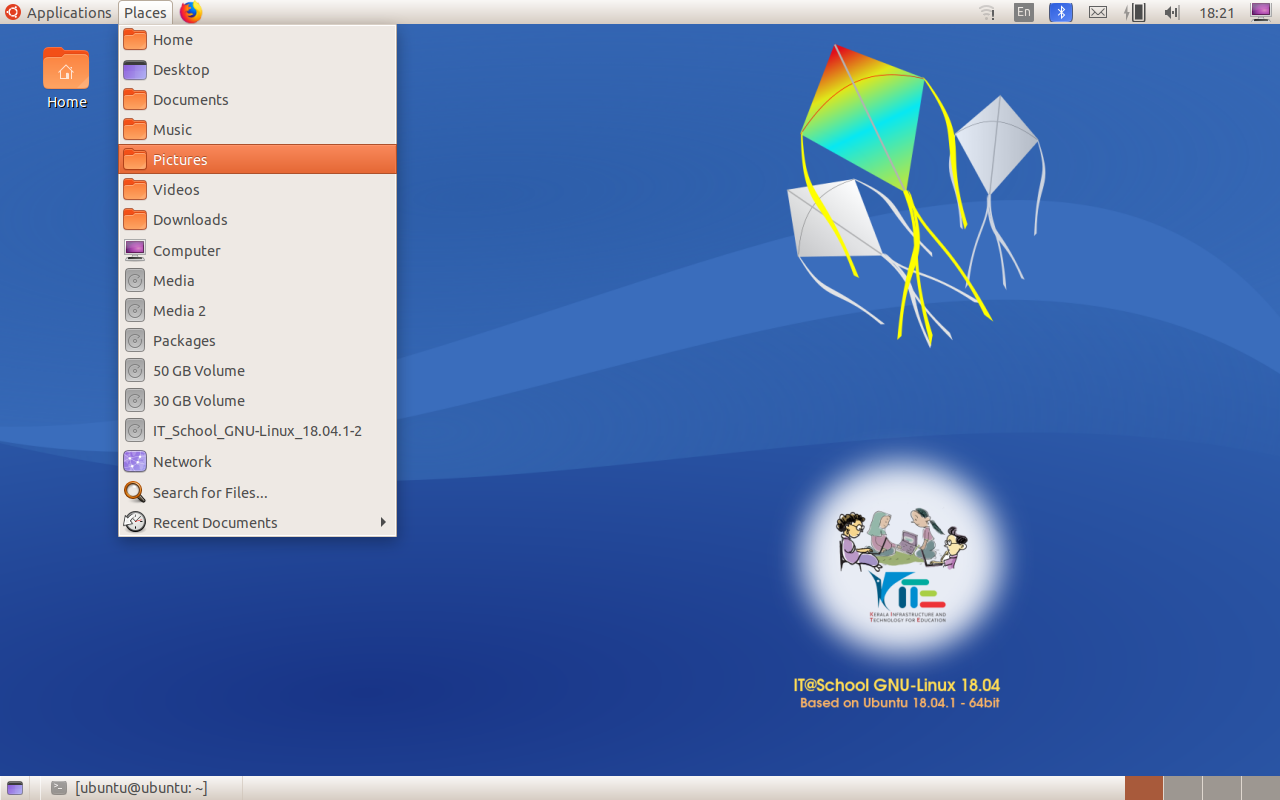 Applications Places En 18:21
Home
Home
Desktop
Documents
Music
Pictures
Videos
Downloads
Computer
Media
Media 2
Packages
50 GB Volume
30 GB Volume
IT_School_GNU-Linux_18.04.1-2
Network
Search for Files...
Recent Documents
KITE
KERALA INFRASTRUCTURE AND
TECHNOLOGY FOR EDUCATION
IT@School GNU-Linux 18.04
Based on Ubuntu 18.04.1 - 64bit
[ubuntu@ubuntu: ~]